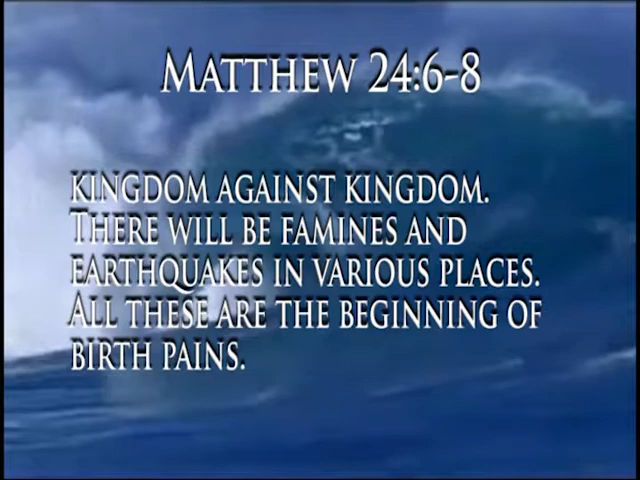 MATTHEW 24:6-8
KINGDOM AGAINST KINGDOM.
THERE WILL BE FAMINES AND
EARTHQUAKES IN VARIOUS PLACES.
ALL THESE ARE THE BEGINNING OF
BIRTH PAINS.